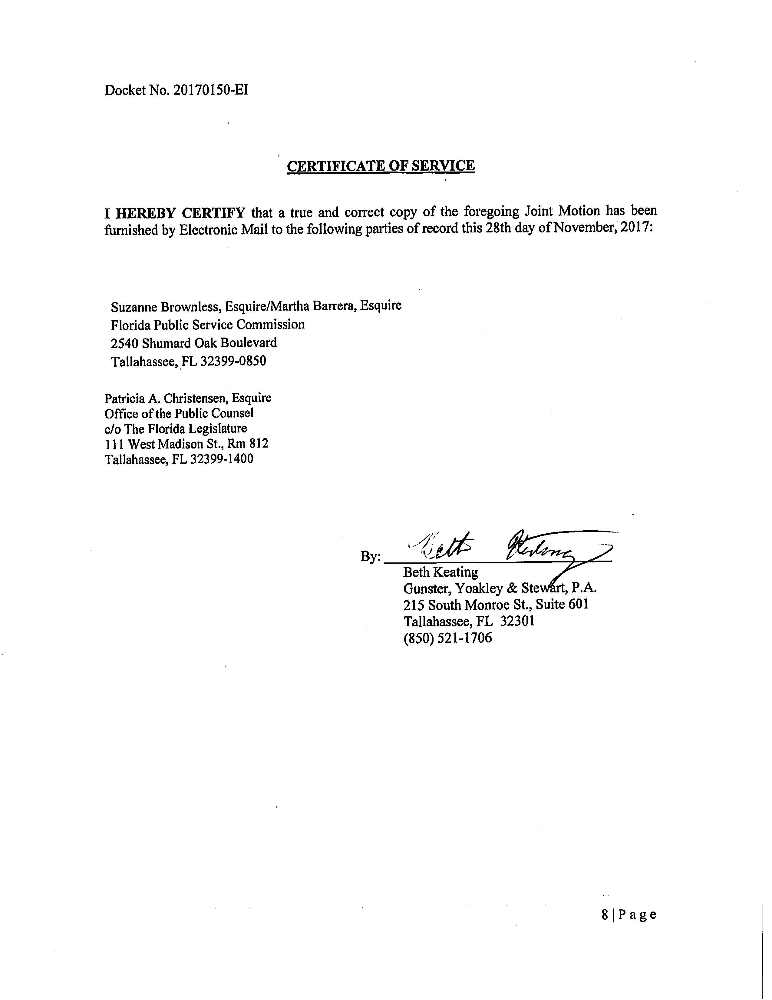 Docket No. 20170150-EI
CERTIFICATE OF SERVICE
I HEREBY CERTIFY that a true and correct copy of the foregoing Joint Motion has been
furnished by Electronic Mail to the following parties of record this 28th day of November, 2017:
Suzanne Brownless, Esquire/Martha Barrera, Esquire
Florida Public Service Commission
2540 Shumard Oak Boulevard
Tallahassee, FL 32399-0850
Patricia A. Christensen, Esquire
Office of the Public Counsel
c/o The Florida Legislature
111 West Madison St., Rm 812
Tallahassee, FL 32399-1400
By: Beth Keating
Beth Keating
Gunster, Yoakley & Stewart, P.A.
215 South Monroe St., Suite 601
Tallahassee, FL 32301
(850) 521-1706
8|Page